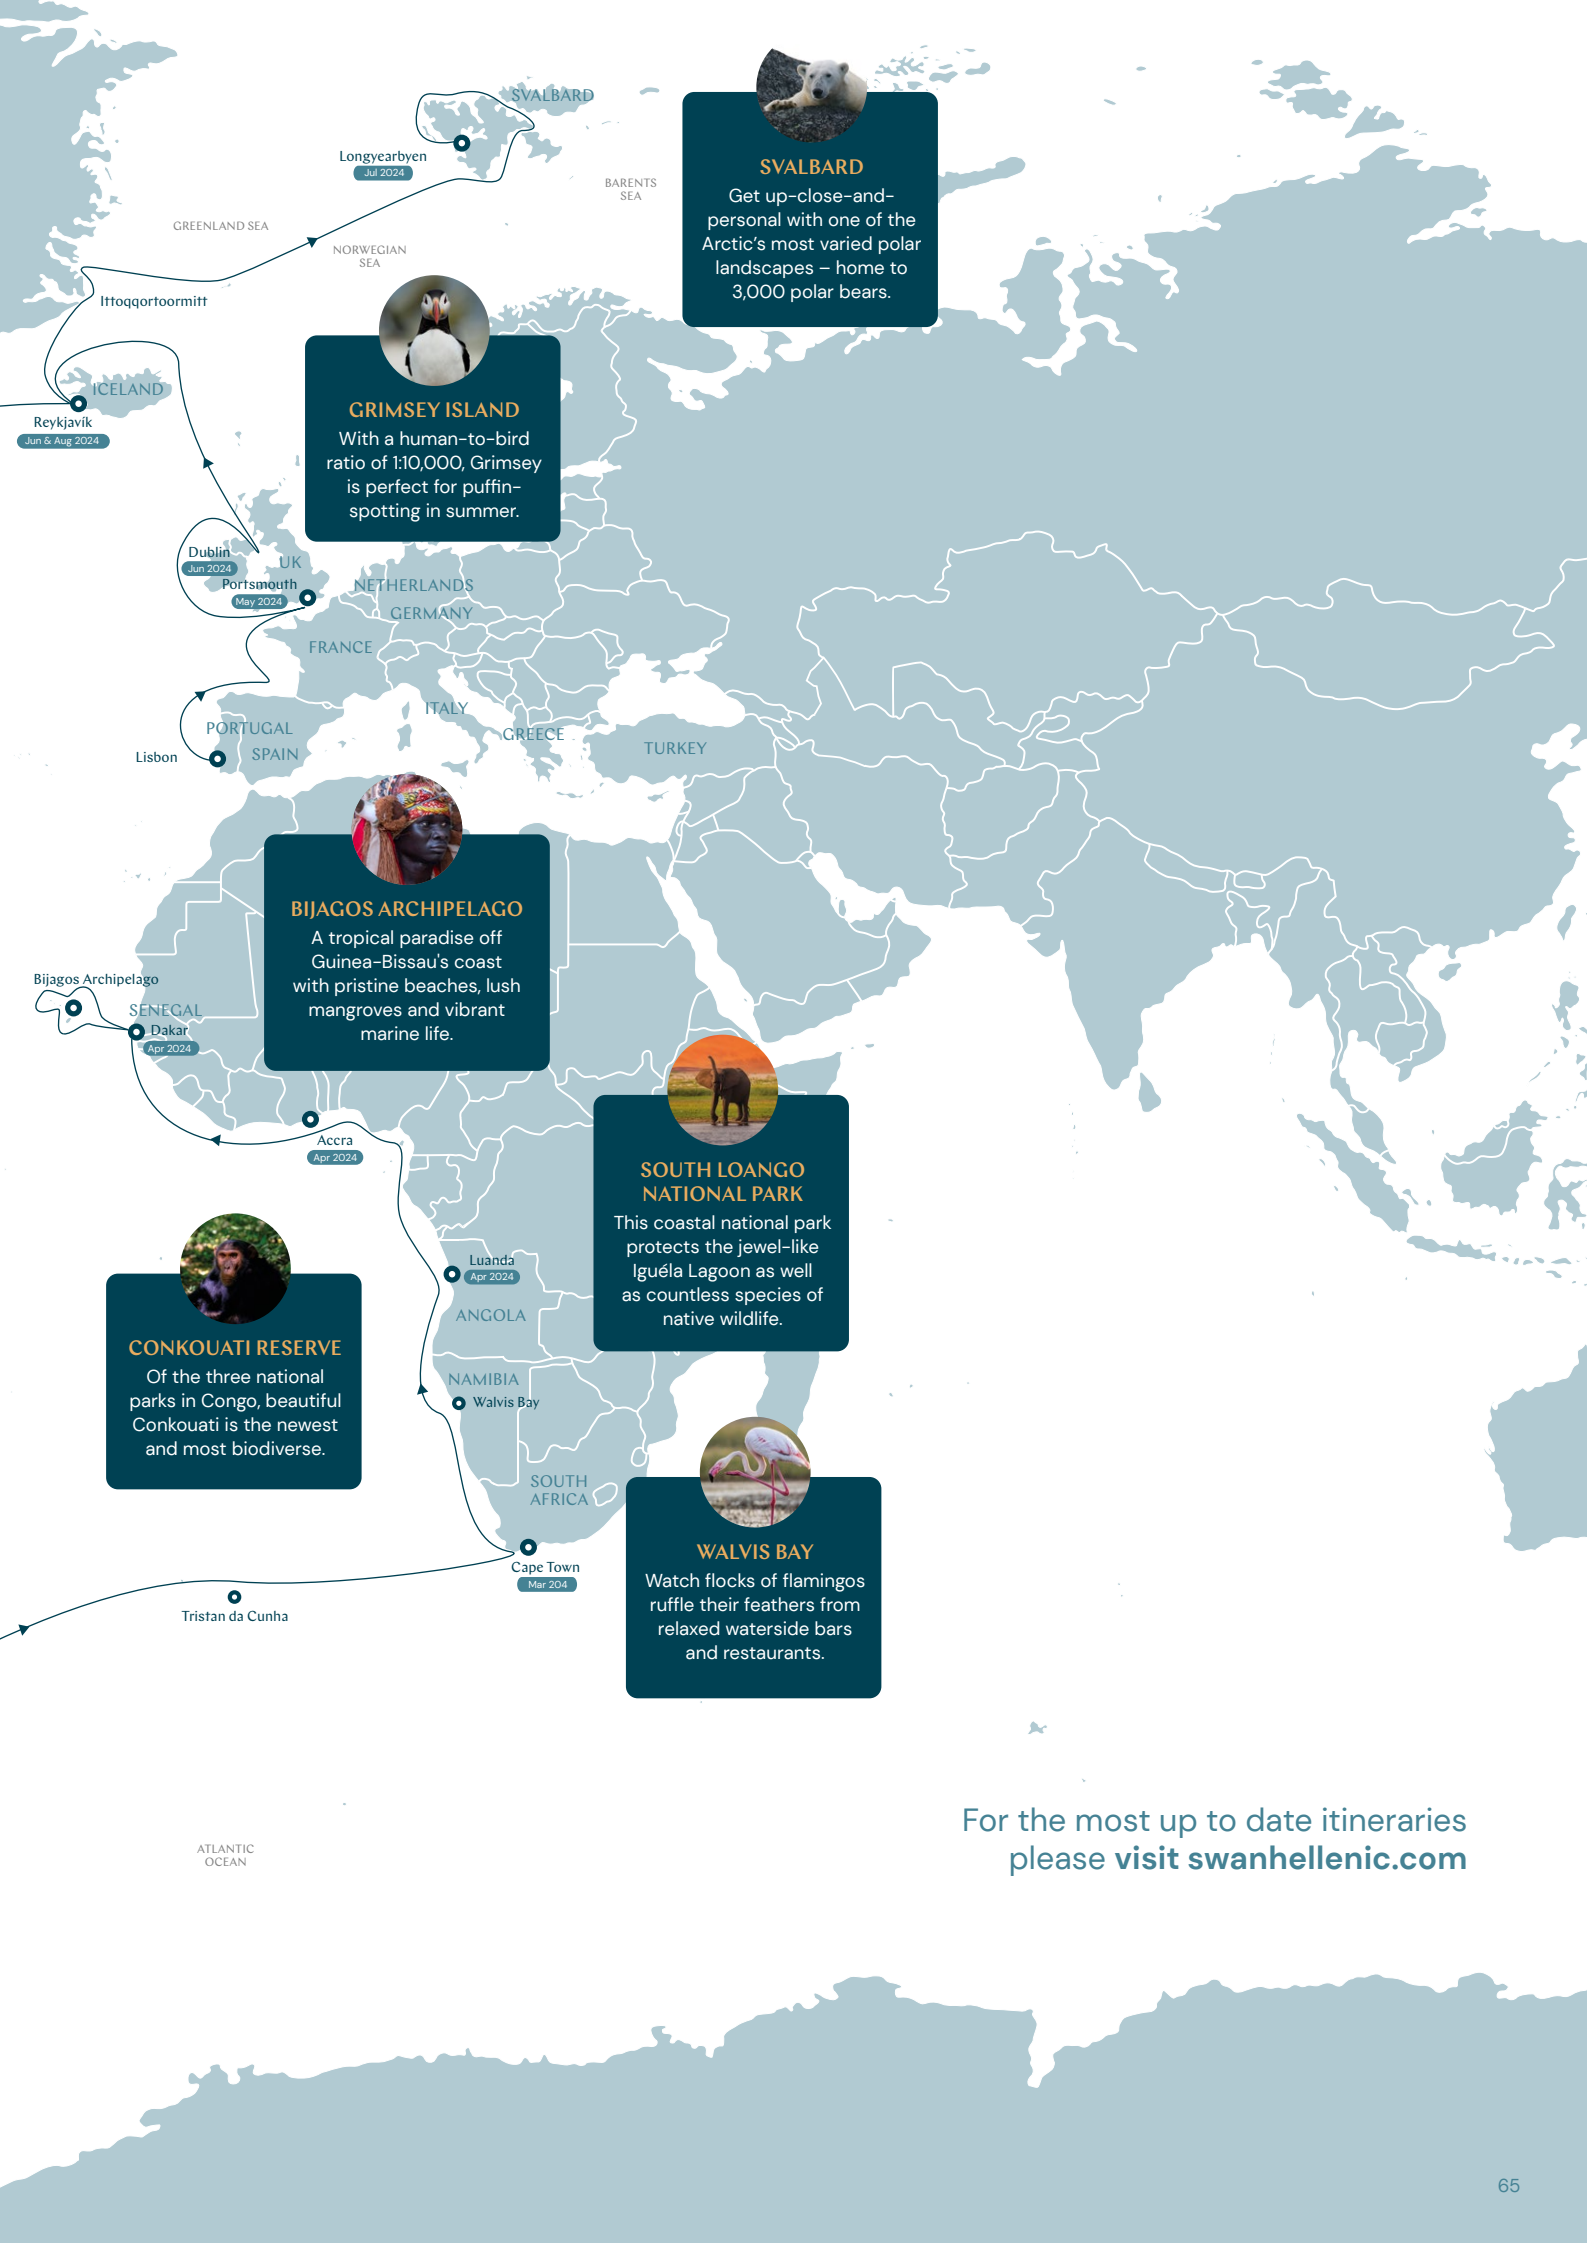 SVALBARD
Longyearbyen
Jul 2024
BARENTS
SEA
GREENLAND SEA
NORWEGIAN
SEA
Ittoqqortoormitt
SVALBARD
Get up-close-and-
personal with one of the
Arctic’s most varied polar
landscapes – home to
3,000 polar bears.
ICELAND
Reykjavík
Jun & Aug 2024
GRIMSEY ISLAND
With a human-to-bird
ratio of 1:10,000, Grimsey
is perfect for puffin-
spotting in summer.
Dublin
Jun 2024
UK
Portsmouth
May 2024
NETHERLANDS
GERMANY
FRANCE
ITALY
PORTUGAL
SPAIN
GREECE
TURKEY
Lisbon
BIJAGOS ARCHIPELAGO
A tropical paradise off
Guinea-Bissau's coast
with pristine beaches, lush
mangroves and vibrant
marine life.
Bijagos Archipelago
SENEGAL
Dakar
Apr 2024
Accra
Apr 2024
SOUTH LOANGO
NATIONAL PARK
This coastal national park
protects the jewel-like
Iguéla Lagoon as well
as countless species of
native wildlife.
Luanda
Apr 2024
ANGOLA
CONKOUATI RESERVE
Of the three national
parks in Congo, beautiful
Conkouati is the newest
and most biodiverse.
NAMIBIA
Walvis Bay
SOUTH
AFRICA
WALVIS BAY
Watch flocks of flamingos
ruffle their feathers from
relaxed waterside bars
and restaurants.
Cape Town
Mar 204
Tristan da Cunha
ATLANTIC
OCEAN
For the most up to date itineraries
please visit swanhellenic.com
65